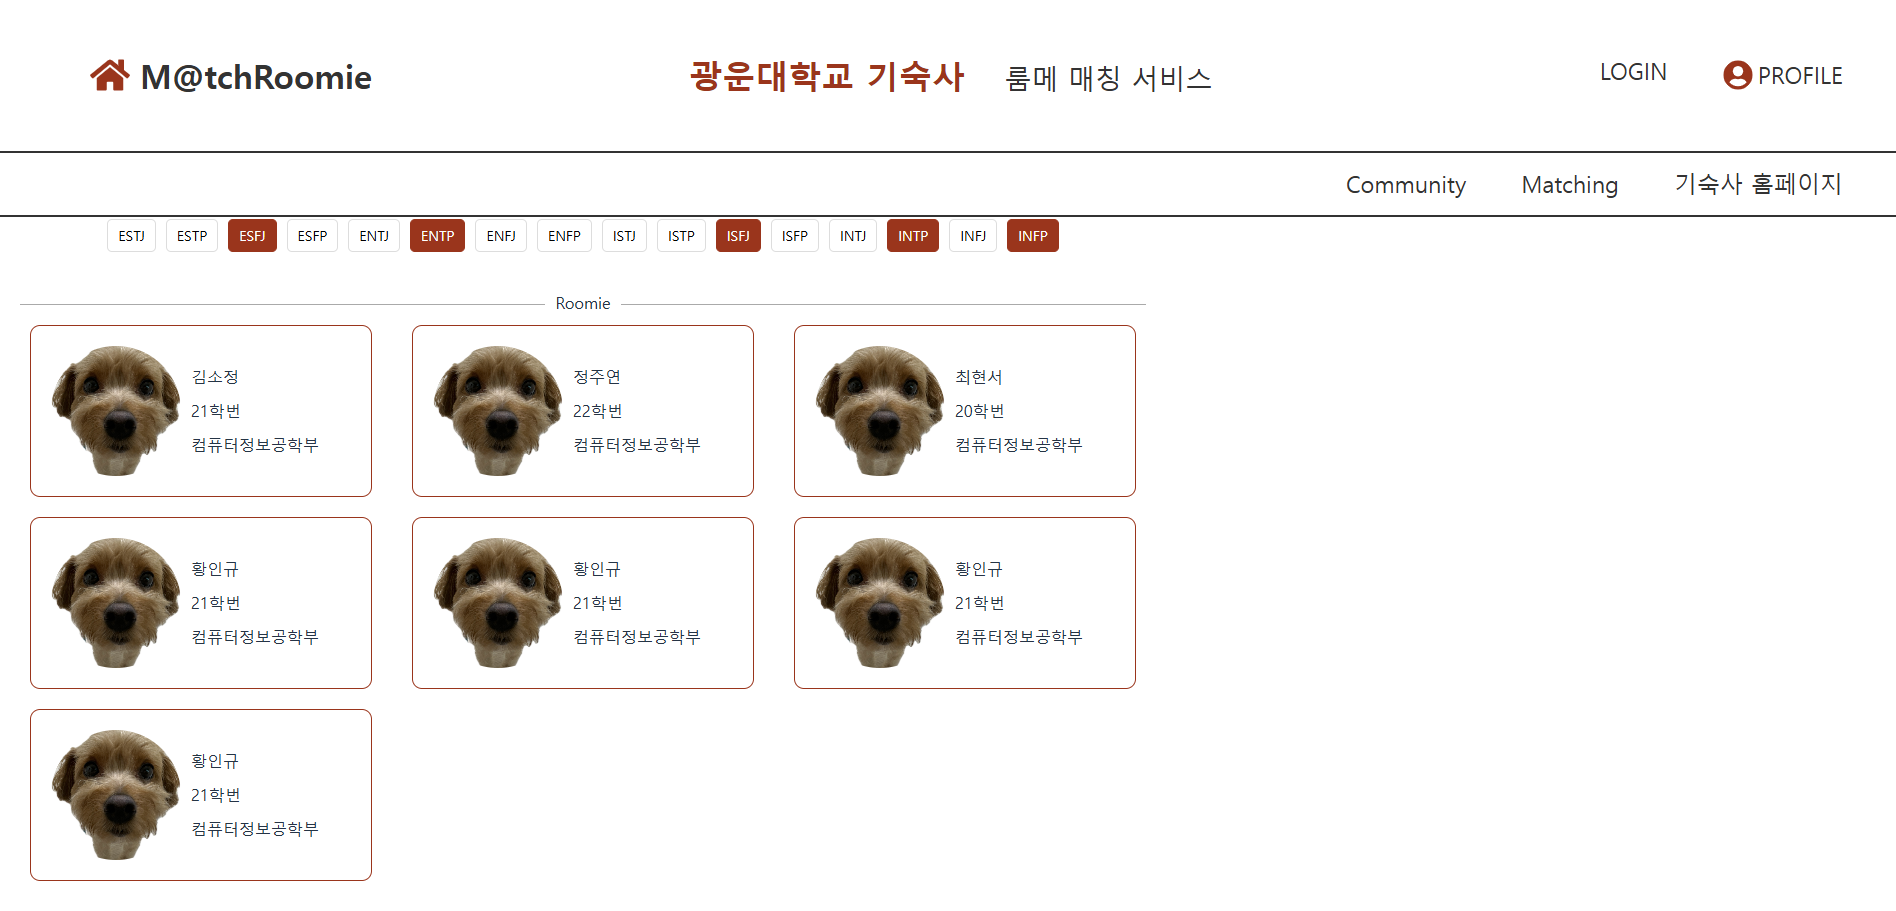 M@tchRoomie
광운대학교 기숙사 룸메 매칭 서비스
LOGIN
PROFILE
Community
Matching
기숙사 홈페이지
ESTJ
ESTP
ESFJ
ESFP
ENTJ
ENTP
ENFJ
ENFP
ISTJ
ISTP
ISFJ
ISFP
INTJ
INTP
INFJ
INFP
Roomie
김소정
21학번
컴퓨터정보공학부
정주연
22학번
컴퓨터정보공학부
최현서
20학번
컴퓨터정보공학부
황인규
21학번
컴퓨터정보공학부
황인규
21학번
컴퓨터정보공학부
황인규
21학번
컴퓨터정보공학부
황인규
21학번
컴퓨터정보공학부